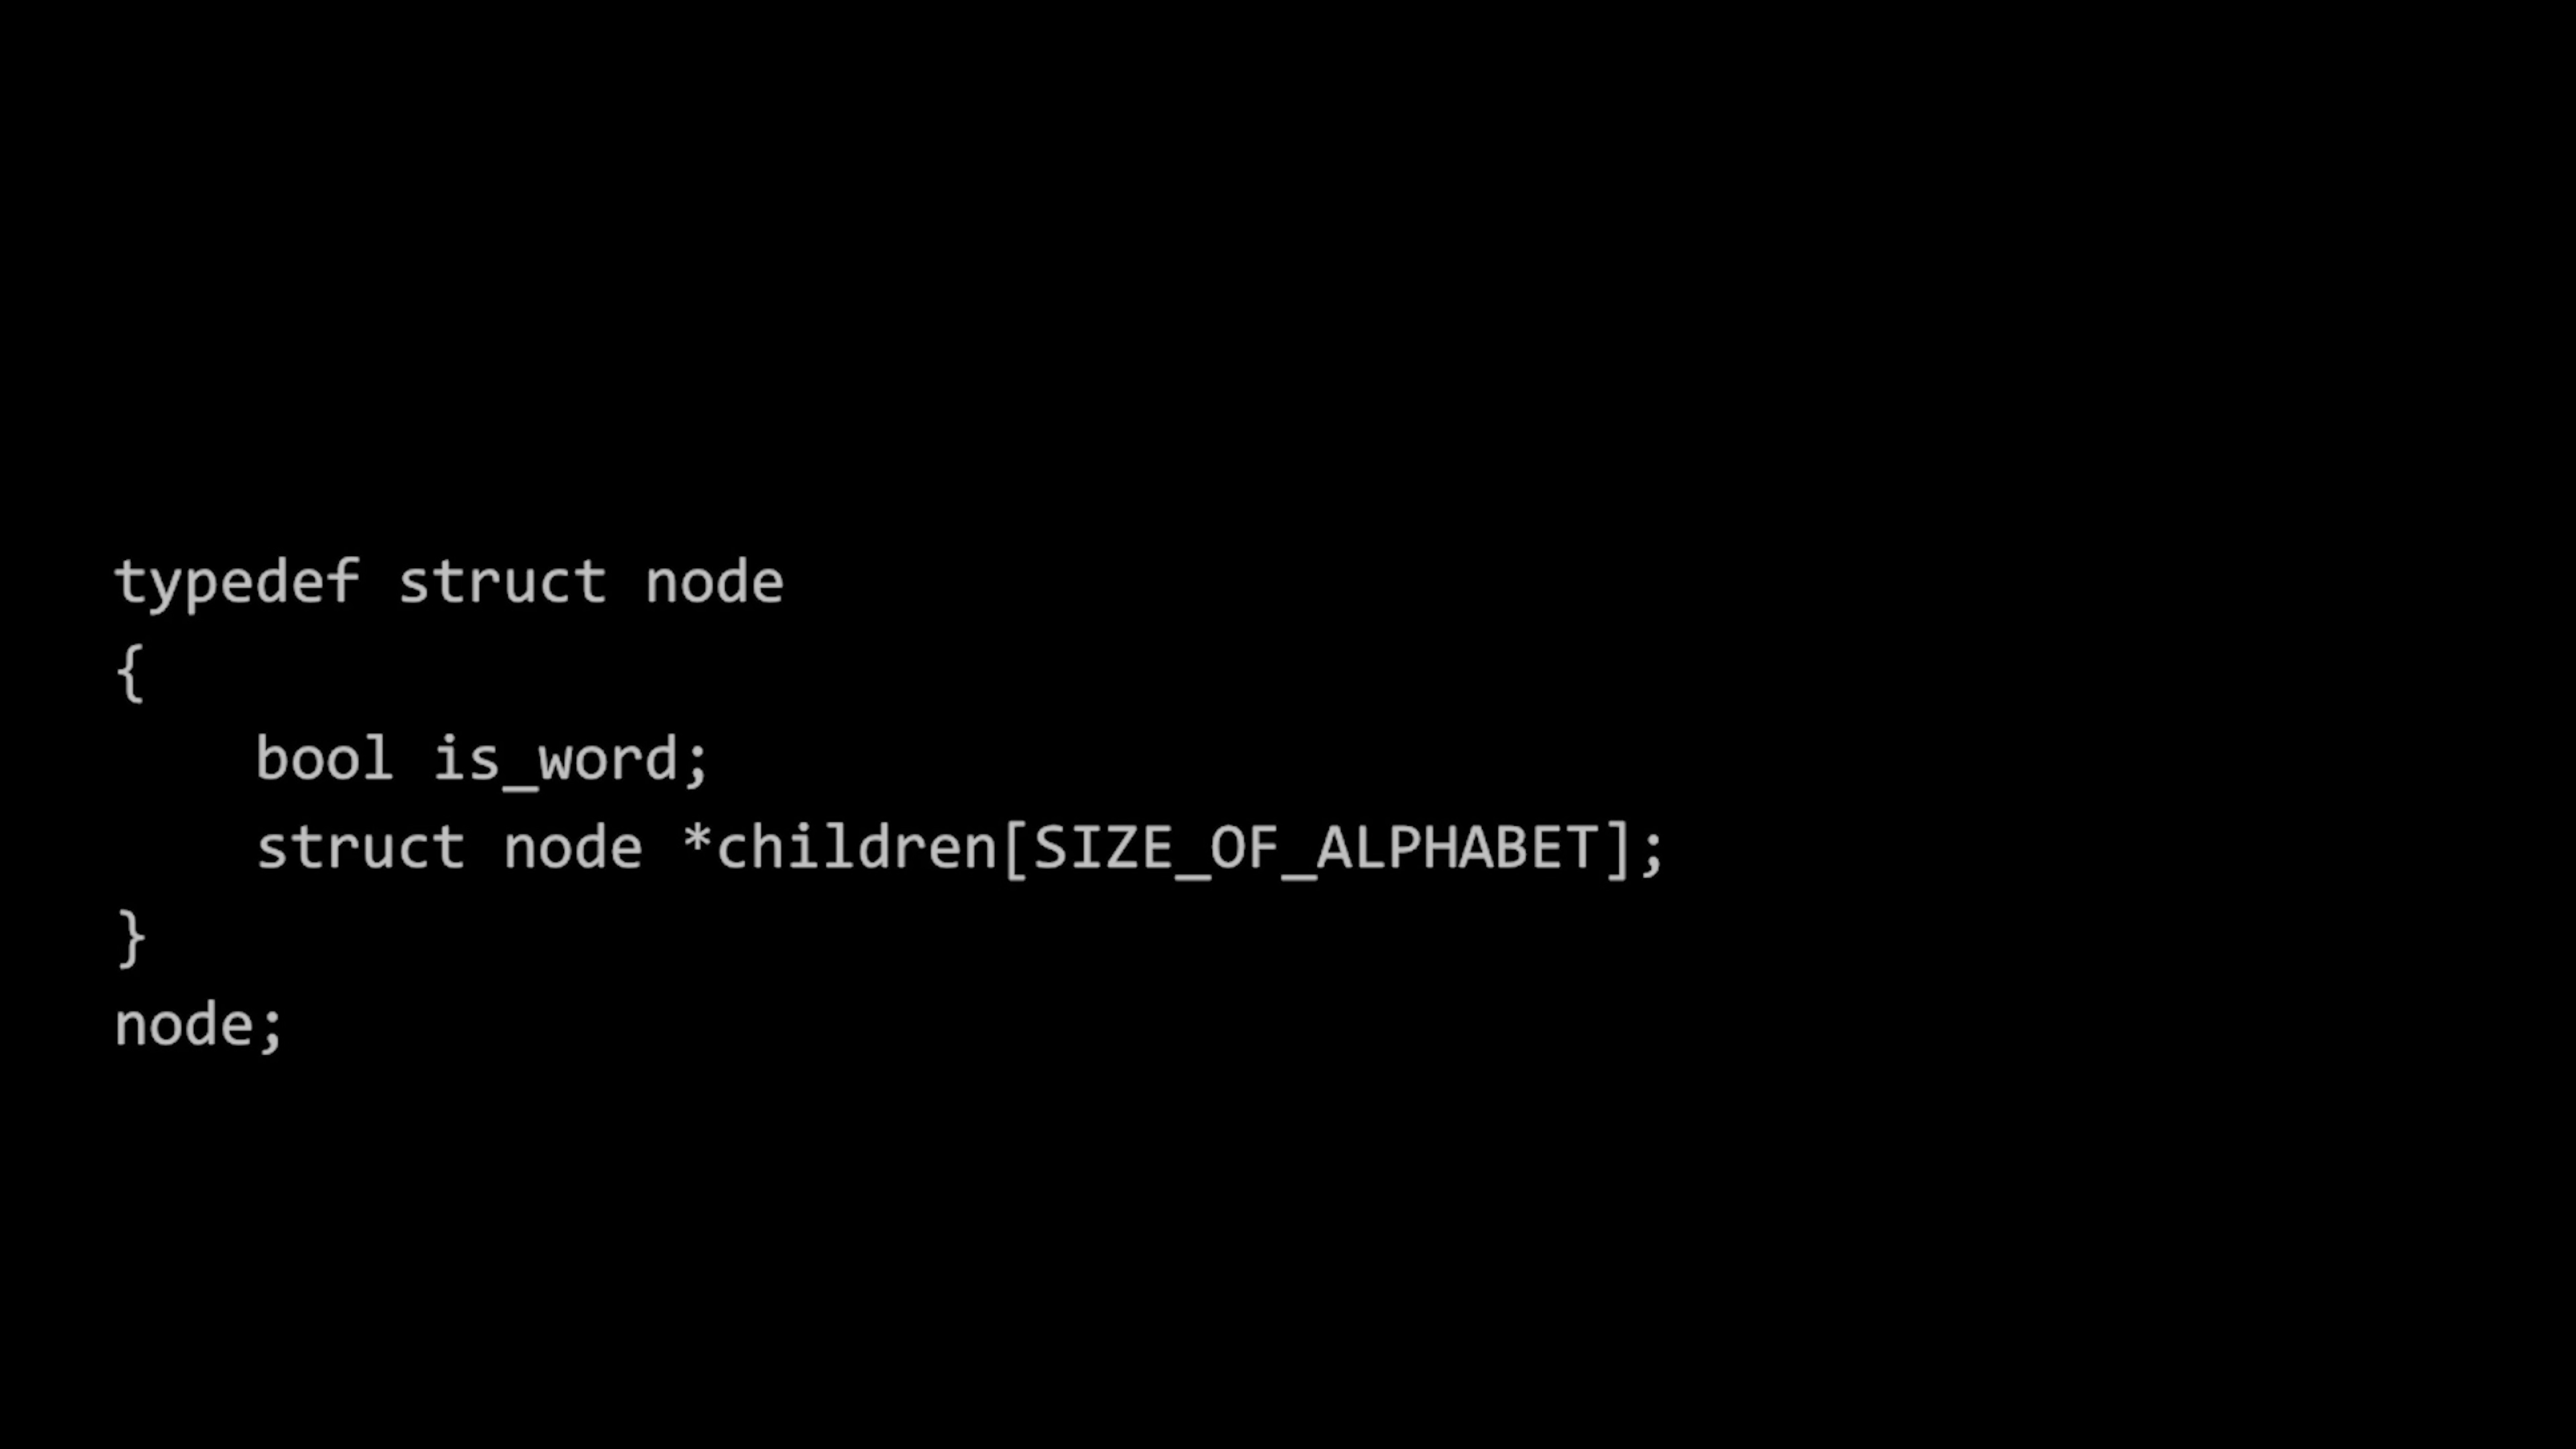 typedef struct node
{
    bool is_word;
    struct node *children[SIZE_OF_ALPHABET];
}
node;